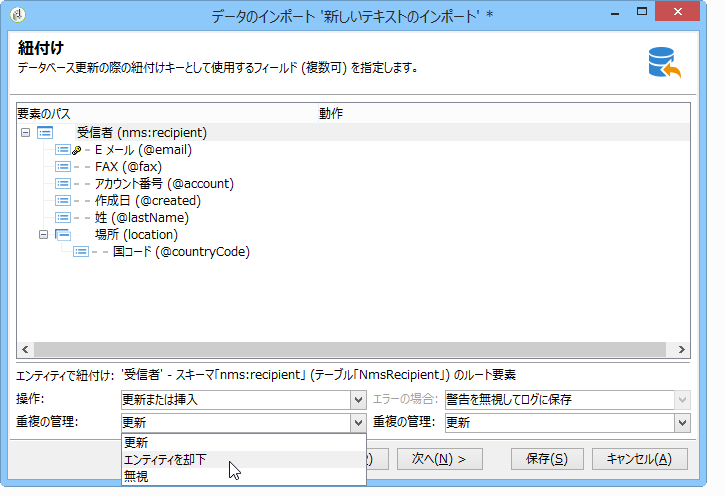 データのインポート '新しいテキストのインポート' *
紐付け
データベース更新の際の紐付けキーとして使用するフィールド (複数可) を指定します。
要素のパス 動作
受信者 (nms:recipient)
E メール (@email)
FAX (@fax)
アカウント番号 (@account)
作成日 (@created)
姓 (@lastName)
場所 (location)
国コード (@countryCode)
エンティティで紐付け: '受信者' - スキーマ「nms:recipient」 (テーブル「NmsRecipient」) のルート要素
操作: 更新または挿入 エラーの場合: 警告を無視してログに保存
重複の管理: 更新 重複の管理: 更新
更新
エンティティを却下
無視
次へ(N) > 保存(S) キャンセル(A)